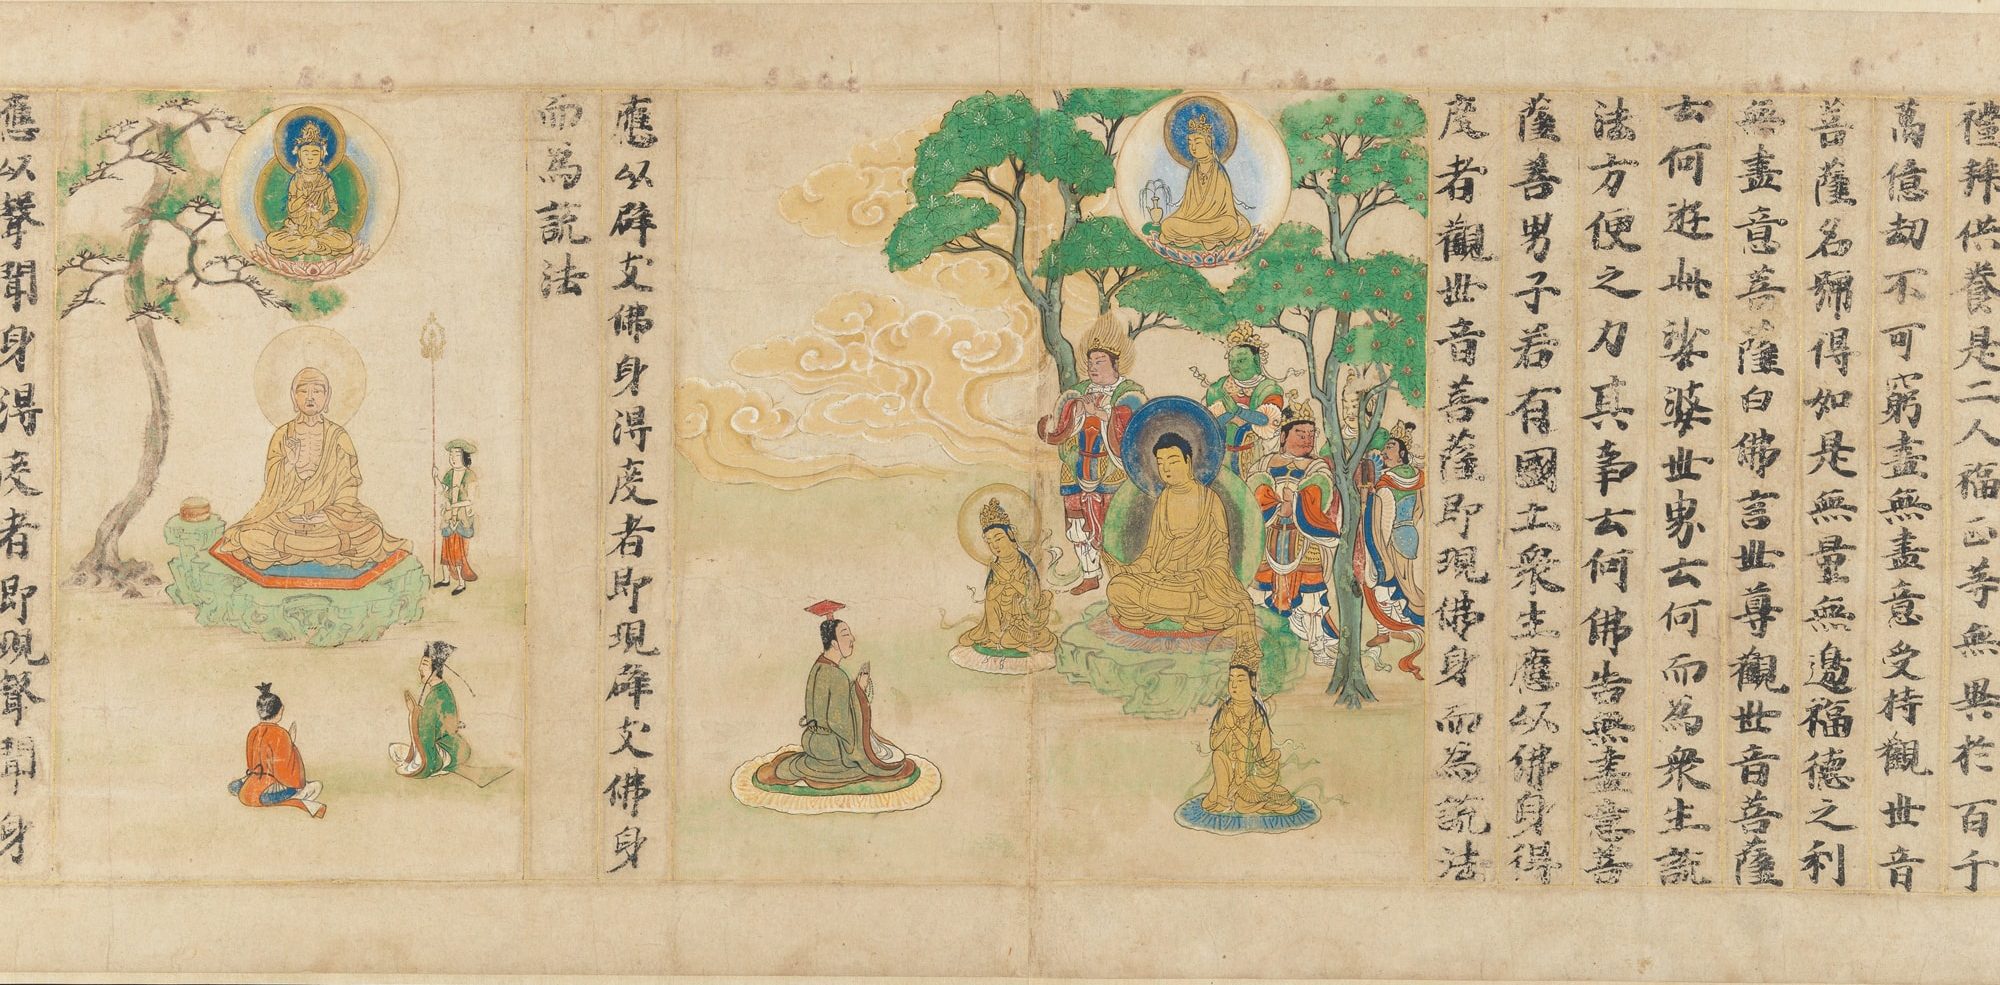 禮拜供養是二人福正等無異於百千
萬億劫不可窮盡無盡意受持觀世音
菩薩名号得如是無量無邊福德之利
無盡意菩薩白佛言世尊觀世音菩薩
云何遊此娑婆世界云何而為衆生説
法方便之力其事云何佛告無盡意菩
薩善男子若有國土衆生應以佛身得
度者觀世音菩薩即現佛身而為説法
應以辟支佛身得度者即現辟支佛身
而為説法
應以聲聞身得度者即現聲聞身